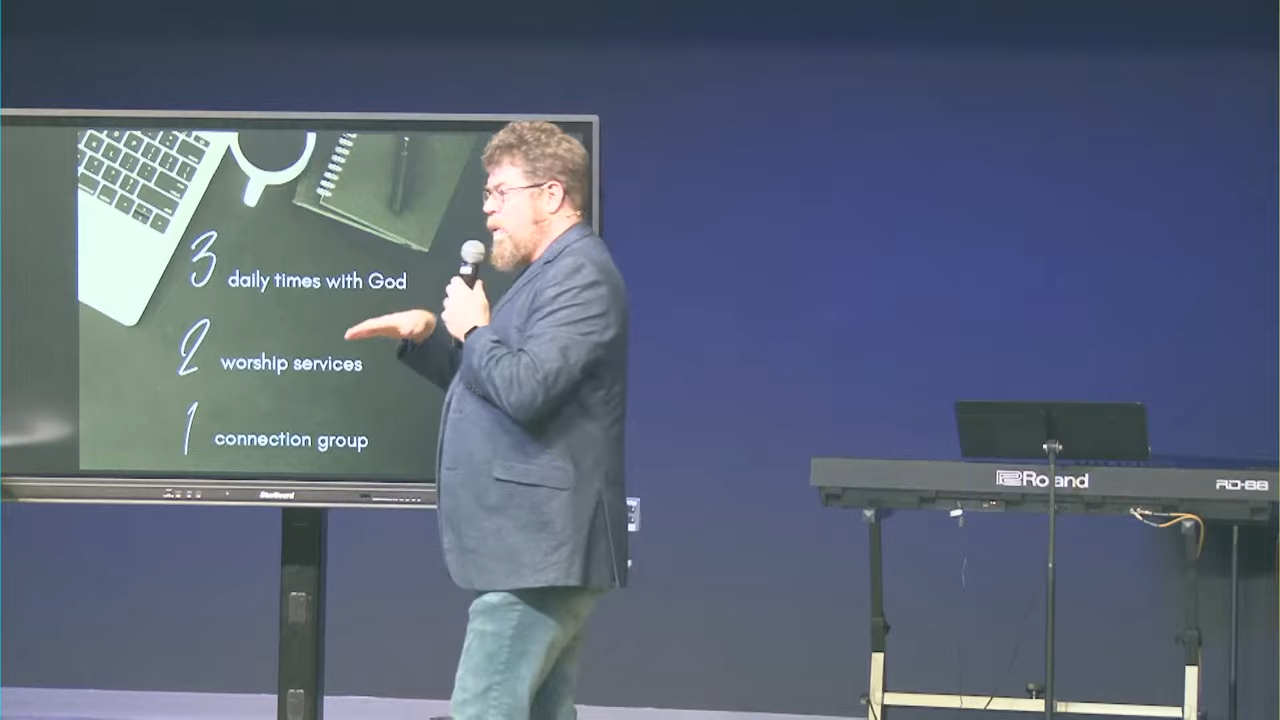 3 daily times with God
2 worship services
1 connection group
Roland
RD-88